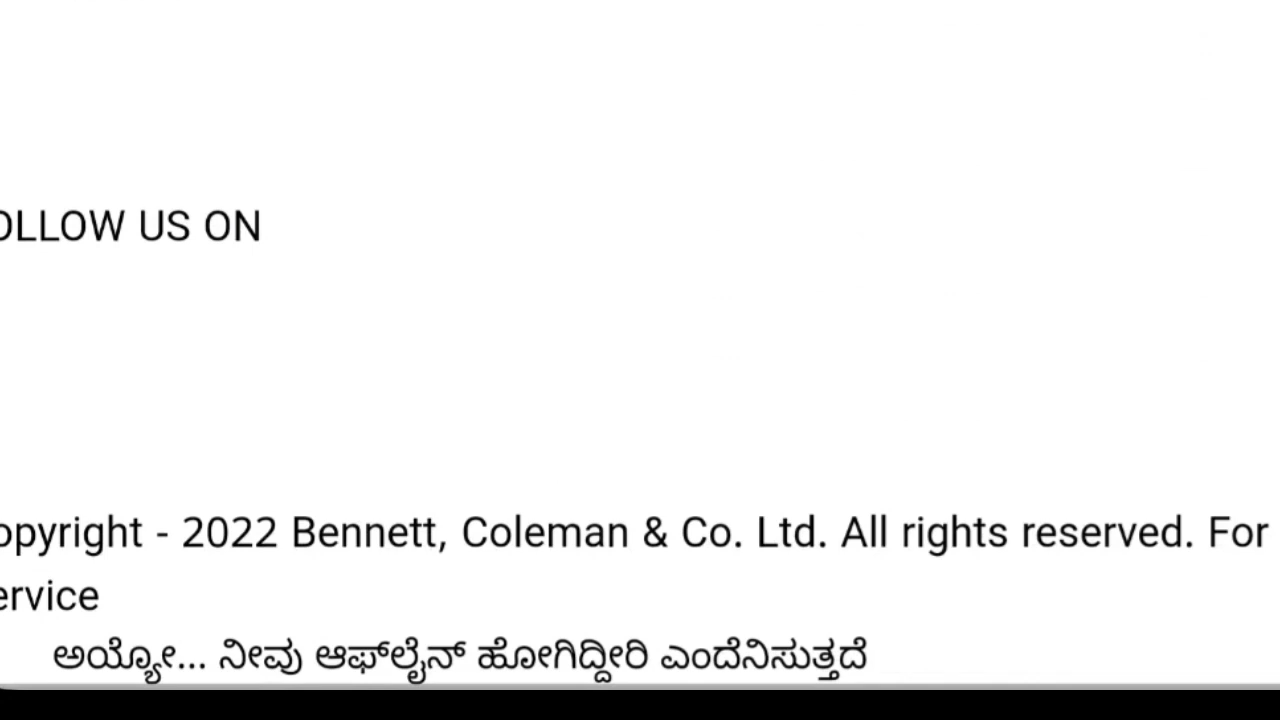 OLLOW US ON
opyright - 2022 Bennett, Coleman & Co. Ltd. All rights reserved. For
ervice
ಅಯ್ಯೋ... ನೀವು ಆಫ್‌ಲೈನ್ ಹೋಗಿದ್ದೀರಿ ಎಂದೆನಿಸುತ್ತದೆ